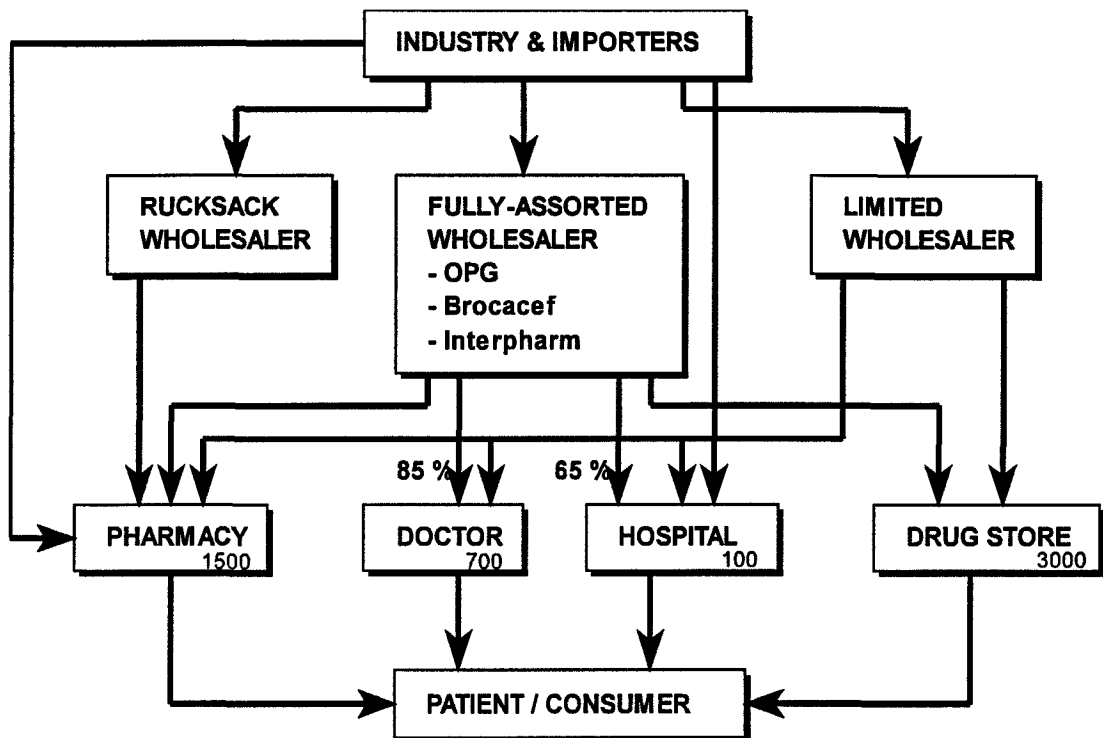 INDUSTRY & IMPORTERS
RUCKSACK
WHOLESALER
FULLY-ASSORTED
WHOLESALER
- OPG
- Brocacef
- Interpharm
LIMITED
WHOLESALER
85 %
65 %
PHARMACY
1500
DOCTOR
700
HOSPITAL
100
DRUG STORE
3000
PATIENT / CONSUMER